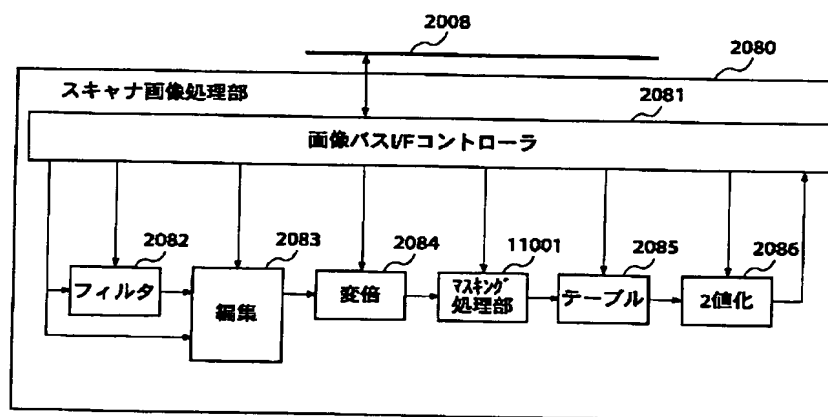 2008
2080
スキャナ画像処理部
2081
画像バスI/Fコントローラ
2082
2083
2084
11001
2085
2086
フィルタ
編集
変倍
マスキング
処理部
テーブル
2値化